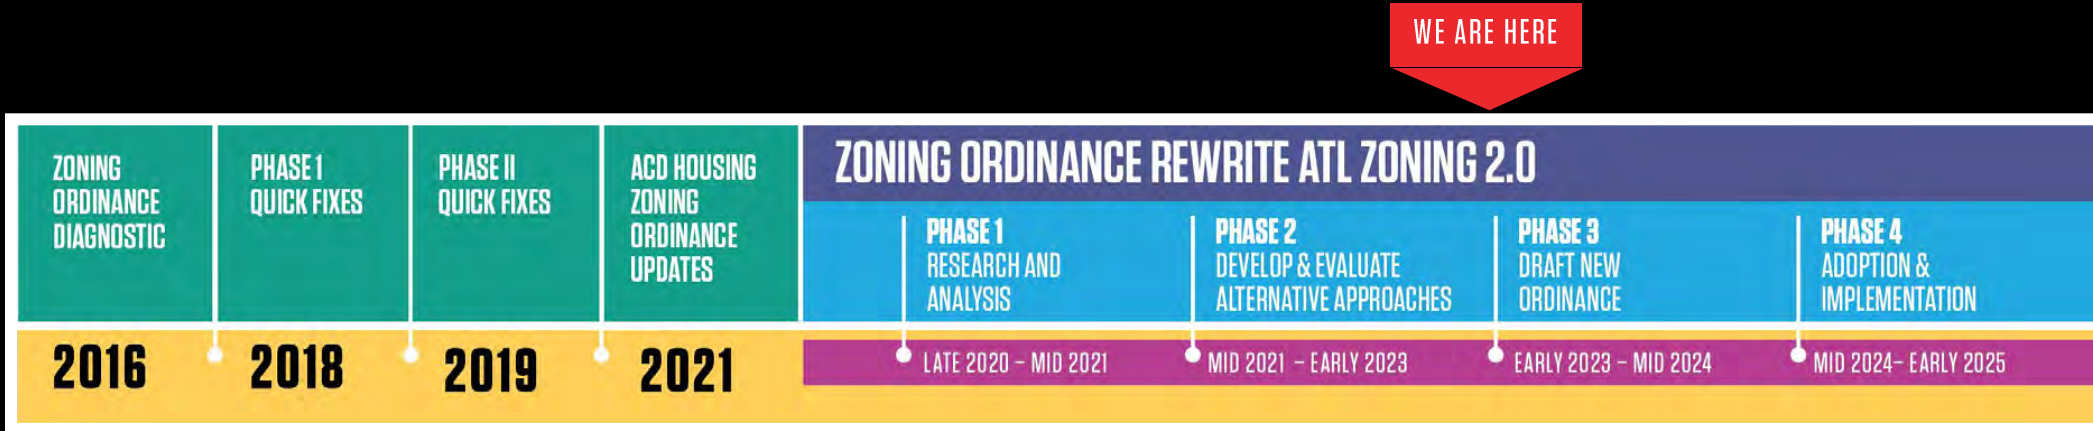 WE ARE HERE
ZONING
ORDINANCE
DIAGNOSTIC
PHASE 1
QUICK FIXES
PHASE II
QUICK FIXES
ACD HOUSING
ZONING
ORDINANCE
UPDATES
ZONING ORDINANCE REWRITE ATL ZONING 2.0
PHASE 1
RESEARCH AND
ANALYSIS
PHASE 2
DEVELOP & EVALUATE
ALTERNATIVE APPROACHES
PHASE 3
DRAFT NEW
ORDINANCE
PHASE 4
ADOPTION &
IMPLEMENTATION
2016
2018
2019
2021
LATE 2020 – MID 2021
MID 2021 – EARLY 2023
EARLY 2023 – MID 2024
MID 2024– EARLY 2025